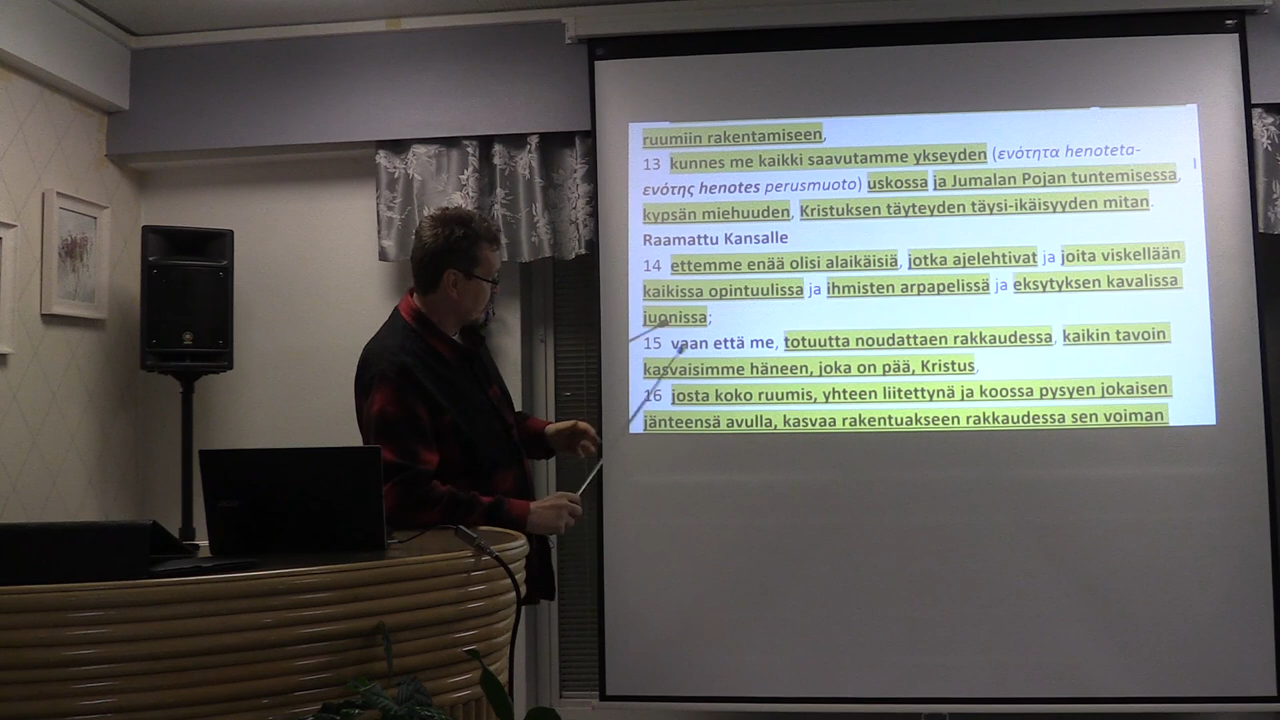 ruumiin rakentamiseen,
13 kunnes me kaikki saavutamme ykseyden (ενότητα henoteta-
ενότης henotes perusmuoto) uskossa ja Jumalan Pojan tuntemisessa,
kypsän miehuuden, Kristuksen täyteyden täysi-ikäisyyden mitan.
Raamattu Kansalle
14 ettemme enää olisi alaikäisiä, jotka ajelehtivat ja joita viskellään
kaikissa opintuulissa ja ihmisten arpapelissä ja eksytyksen kavalissa
juonissa;
15 vaan että me, totuutta noudattaen rakkaudessa, kaikin tavoin
kasvaisimme häneen, joka on pää, Kristus,
16 josta koko ruumis, yhteen liitettynä ja koossa pysyen jokaisen
jänteensä avulla, kasvaa rakentuakseen rakkaudessa sen voiman